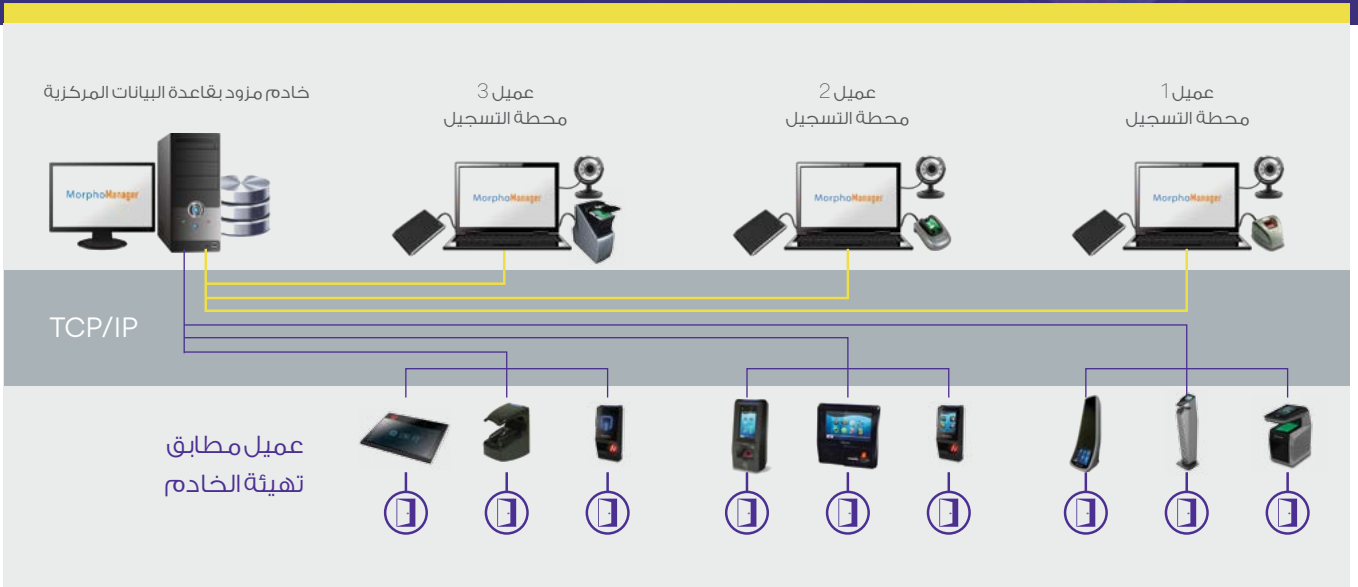 عميل 1
محطة التسجيل
عميل 2
محطة التسجيل
عميل 3
محطة التسجيل
خادم مزود بقاعدة البيانات المركزية
MorphoManager
MorphoManager
MorphoManager
MorphoManager
TCP/IP
عميل مطابق
تهيئة الخادم